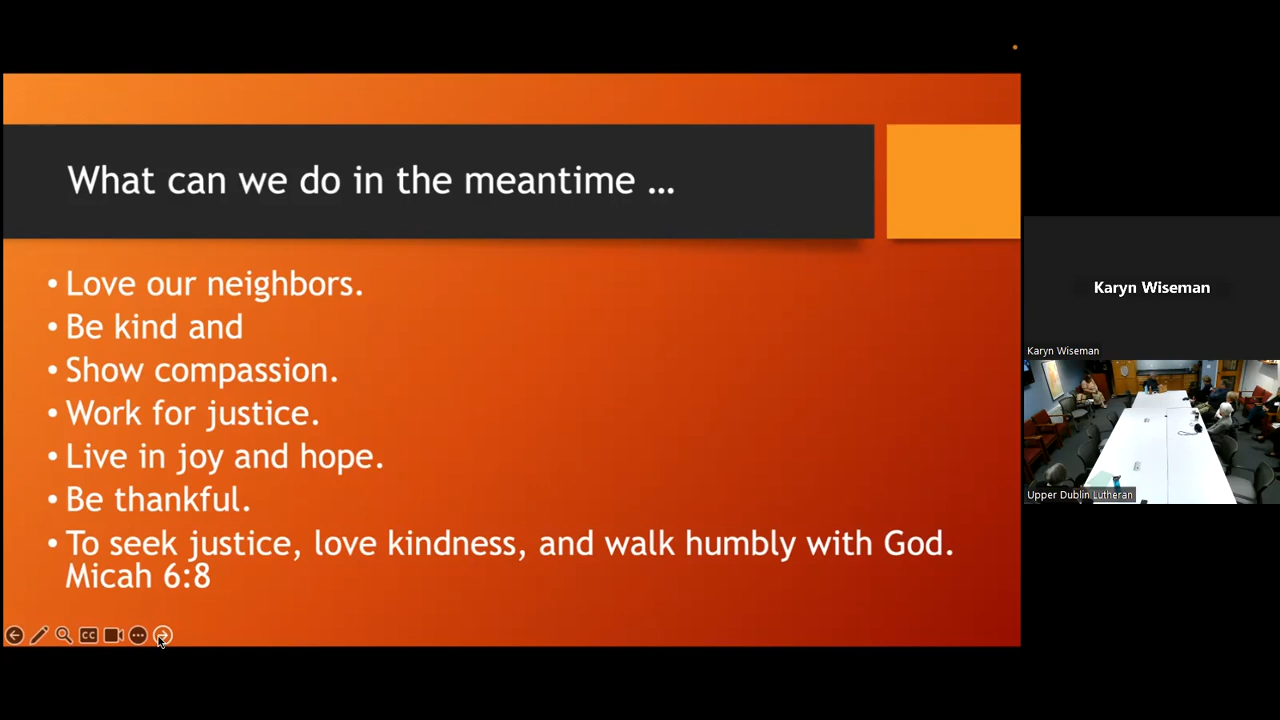 What can we do in the meantime ...
• Love our neighbors.
• Be kind and
• Show compassion.
• Work for justice.
• Live in joy and hope.
• Be thankful.
• To seek justice, love kindness, and walk humbly with God.
Micah 6:8
CC
Karyn Wiseman
Karyn Wiseman
Upper Dublin Lutheran